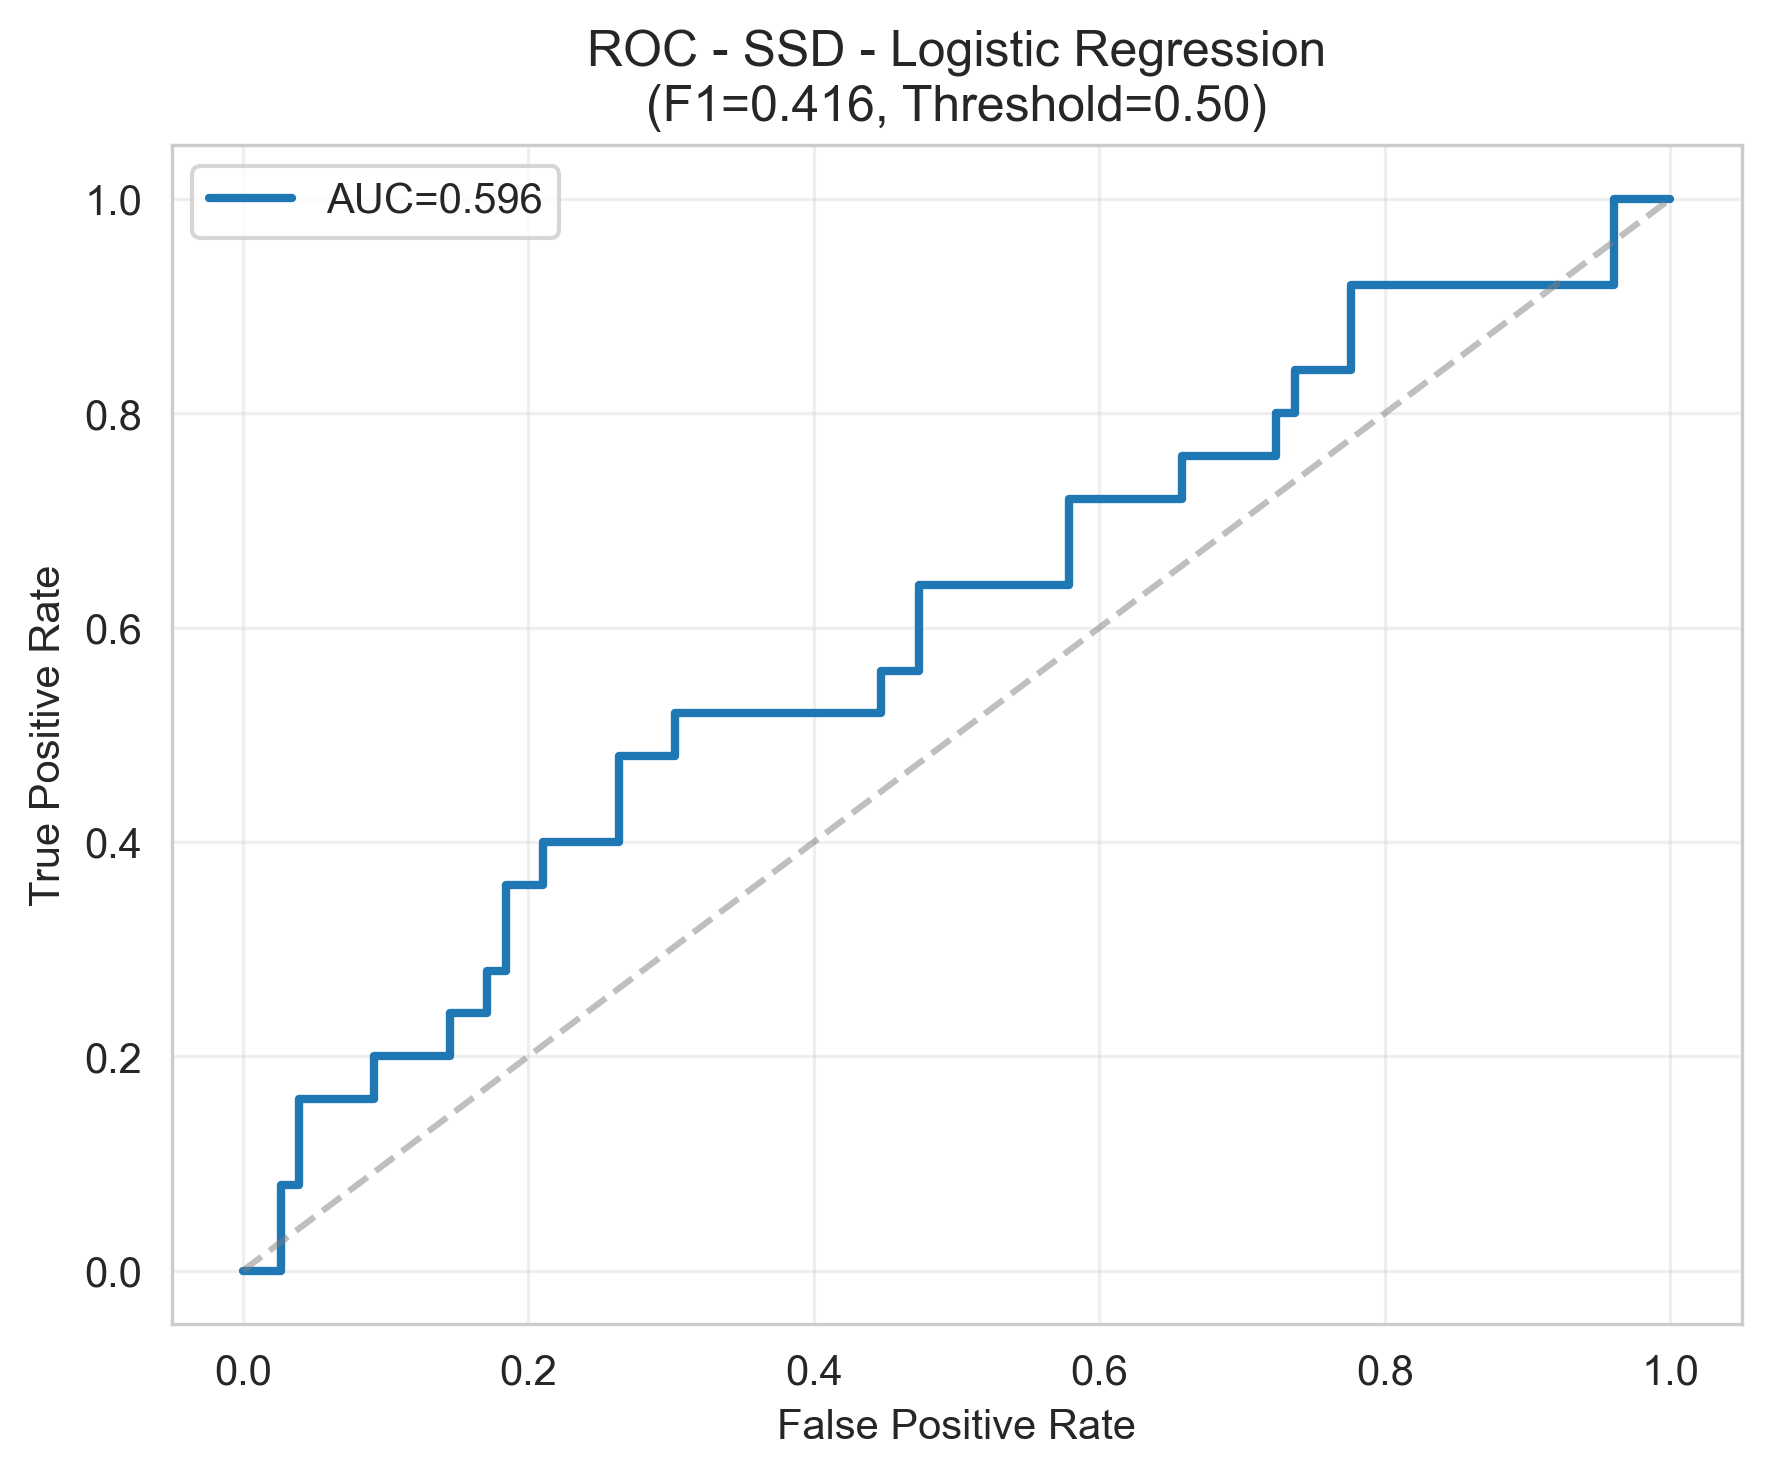 ROC - SSD - Logistic Regression
(F1=0.416, Threshold=0.50)
AUC=0.596
1.0
0.8
0.6
0.4
0.2
0.0
True Positive Rate
0.0 0.2 0.4 0.6 0.8 1.0
False Positive Rate